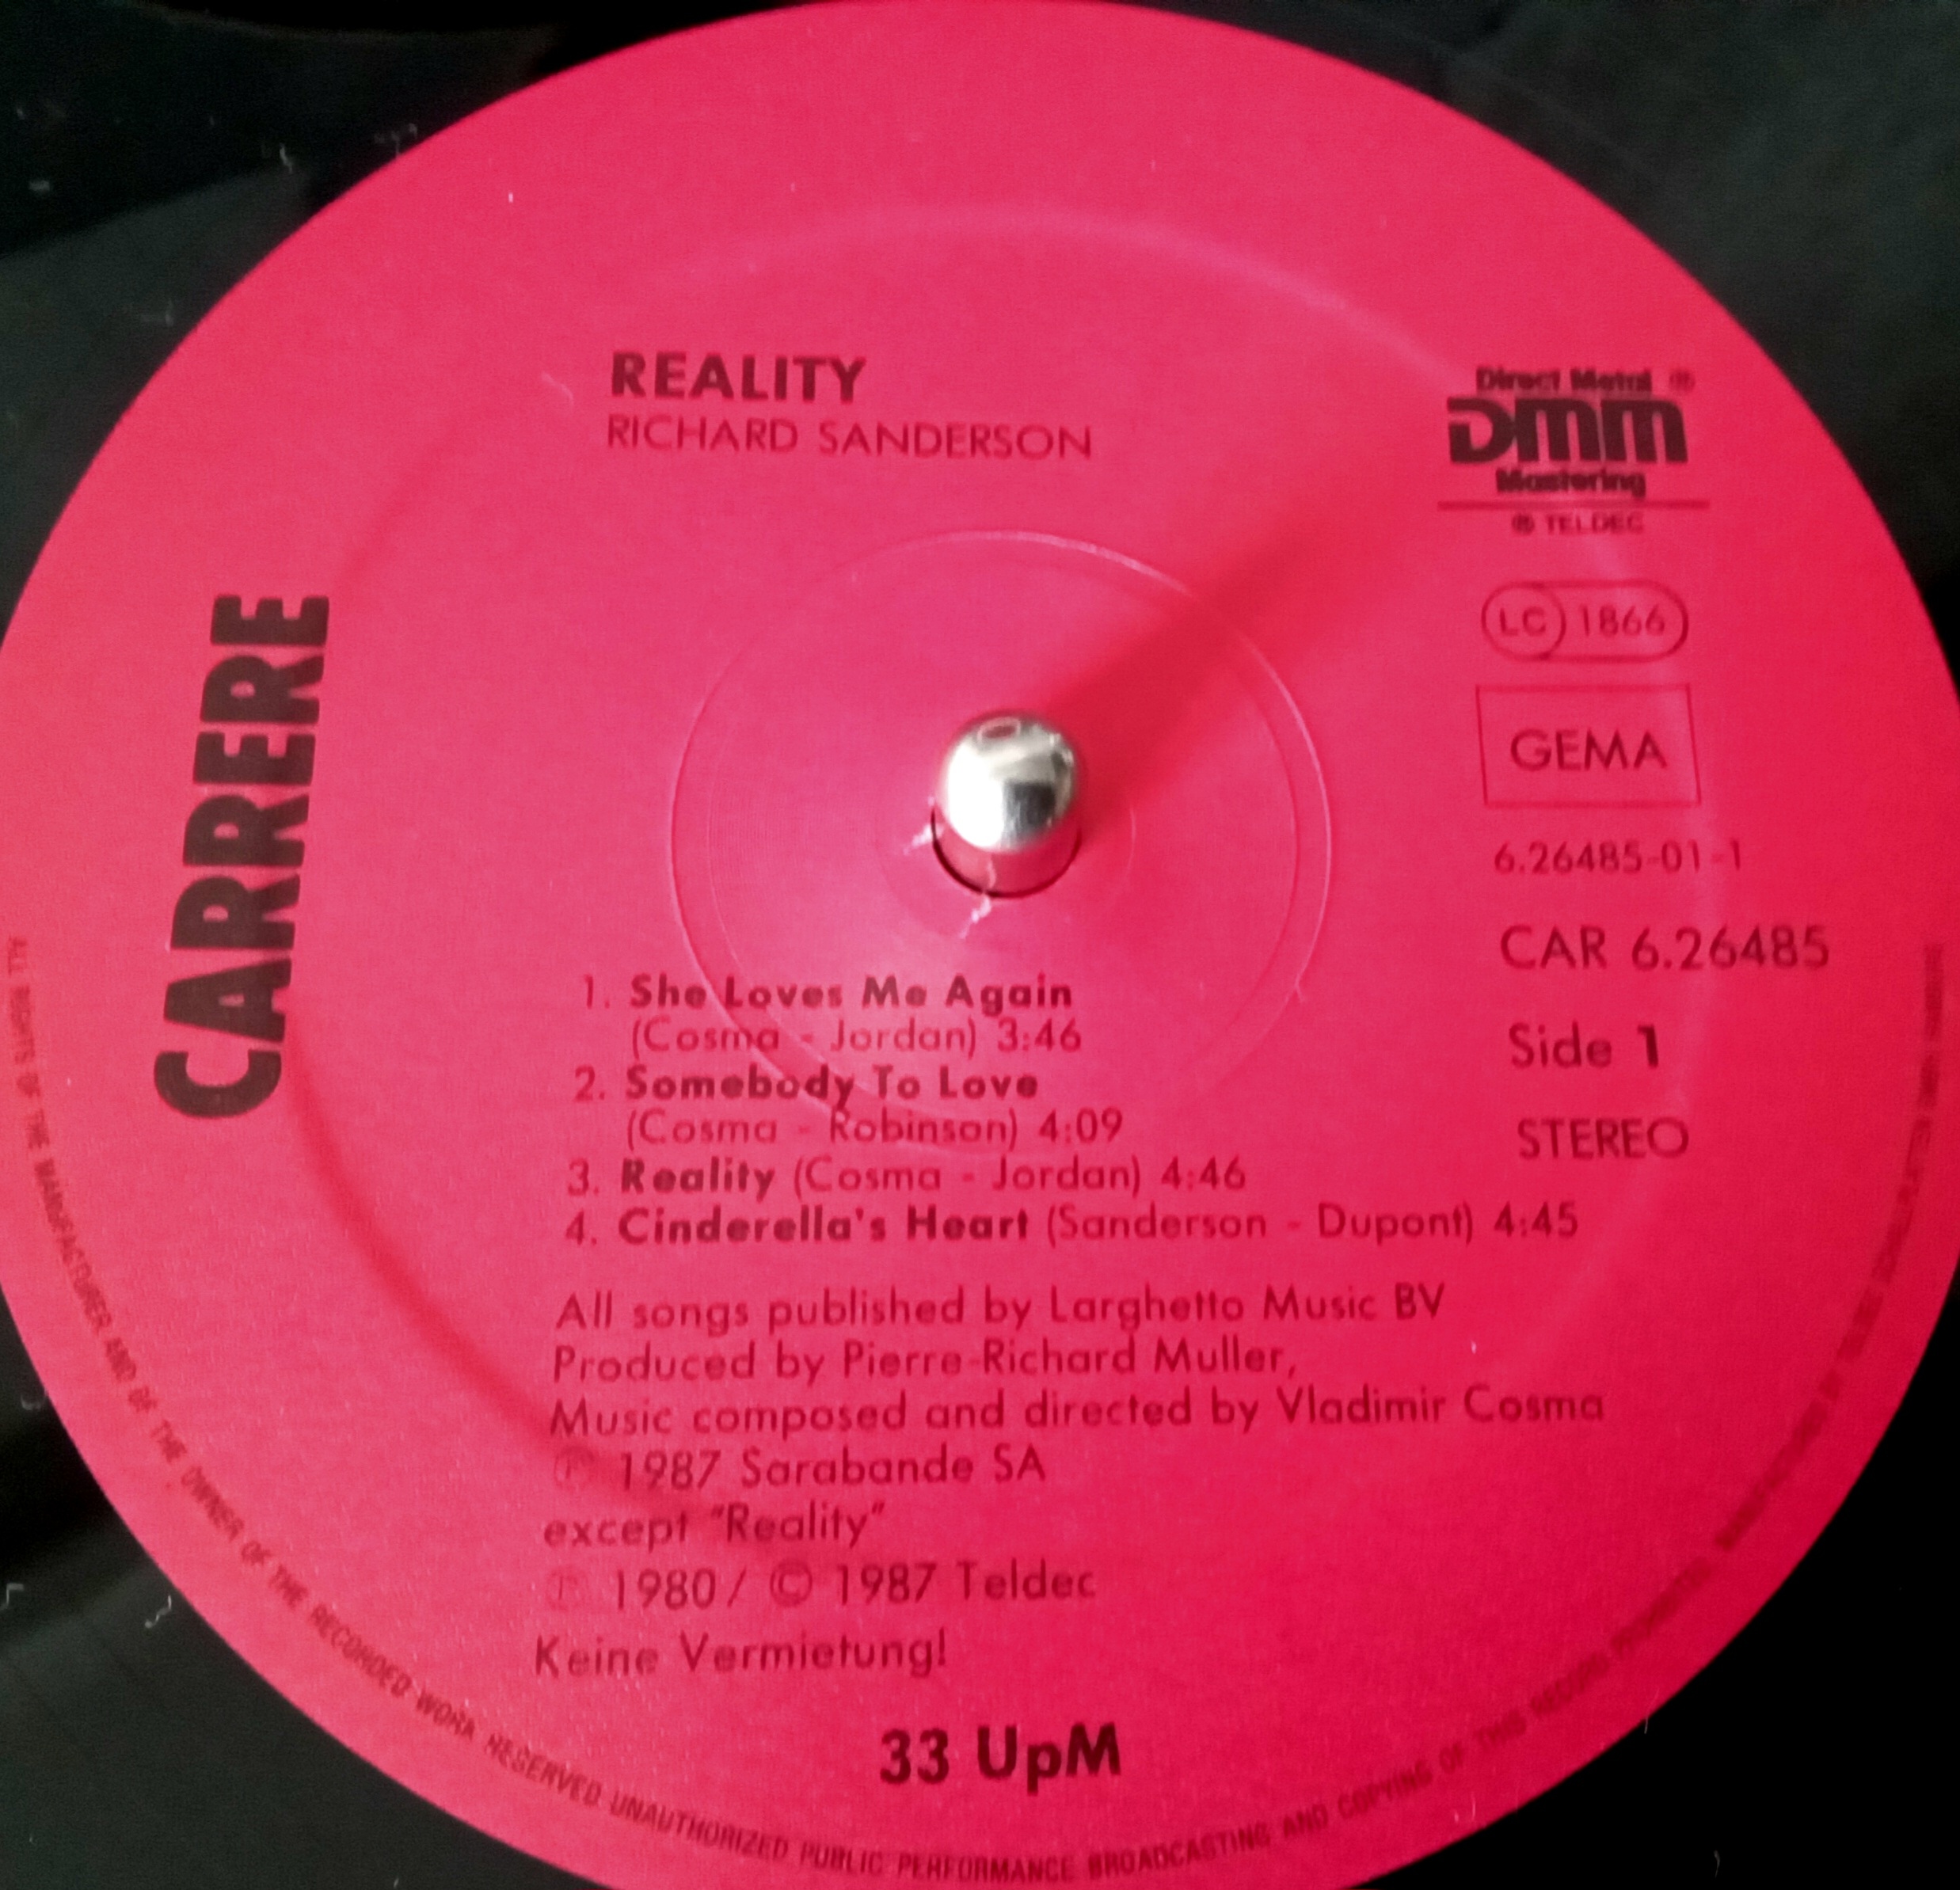 REALITY
RICHARD SANDERSON
Direct Metal ®
DMM
Mastering
® TELDEC
LC 1866
GEMA
6.26485-01-1
CAR 6.26485
Side 1
STEREO
CARRERE
1. She Loves Me Again
(Cosma - Jordan) 3:46
2. Somebody To Love
(Cosma - Robinson) 4:09
3. Reality (Cosma - Jordan) 4:46
4. Cinderella's Heart (Sanderson - Dupont) 4:45
All songs published by Larghetto Music BV
Produced by Pierre-Richard Muller,
Music composed and directed by Vladimir Cosma
℗ 1987 Sarabande SA
except "Reality"
℗ 1980 / © 1987 Teldec
Keine Vermietung!
33 UpM
ALL RIGHTS OF THE MANUFACTURER AND OF THE OWNER OF THE RECORDED WORK RESERVED UNAUTHORIZED PUBLIC PERFORMANCE BROADCASTING AND COPYING OF THIS RECORD PROHIBITED